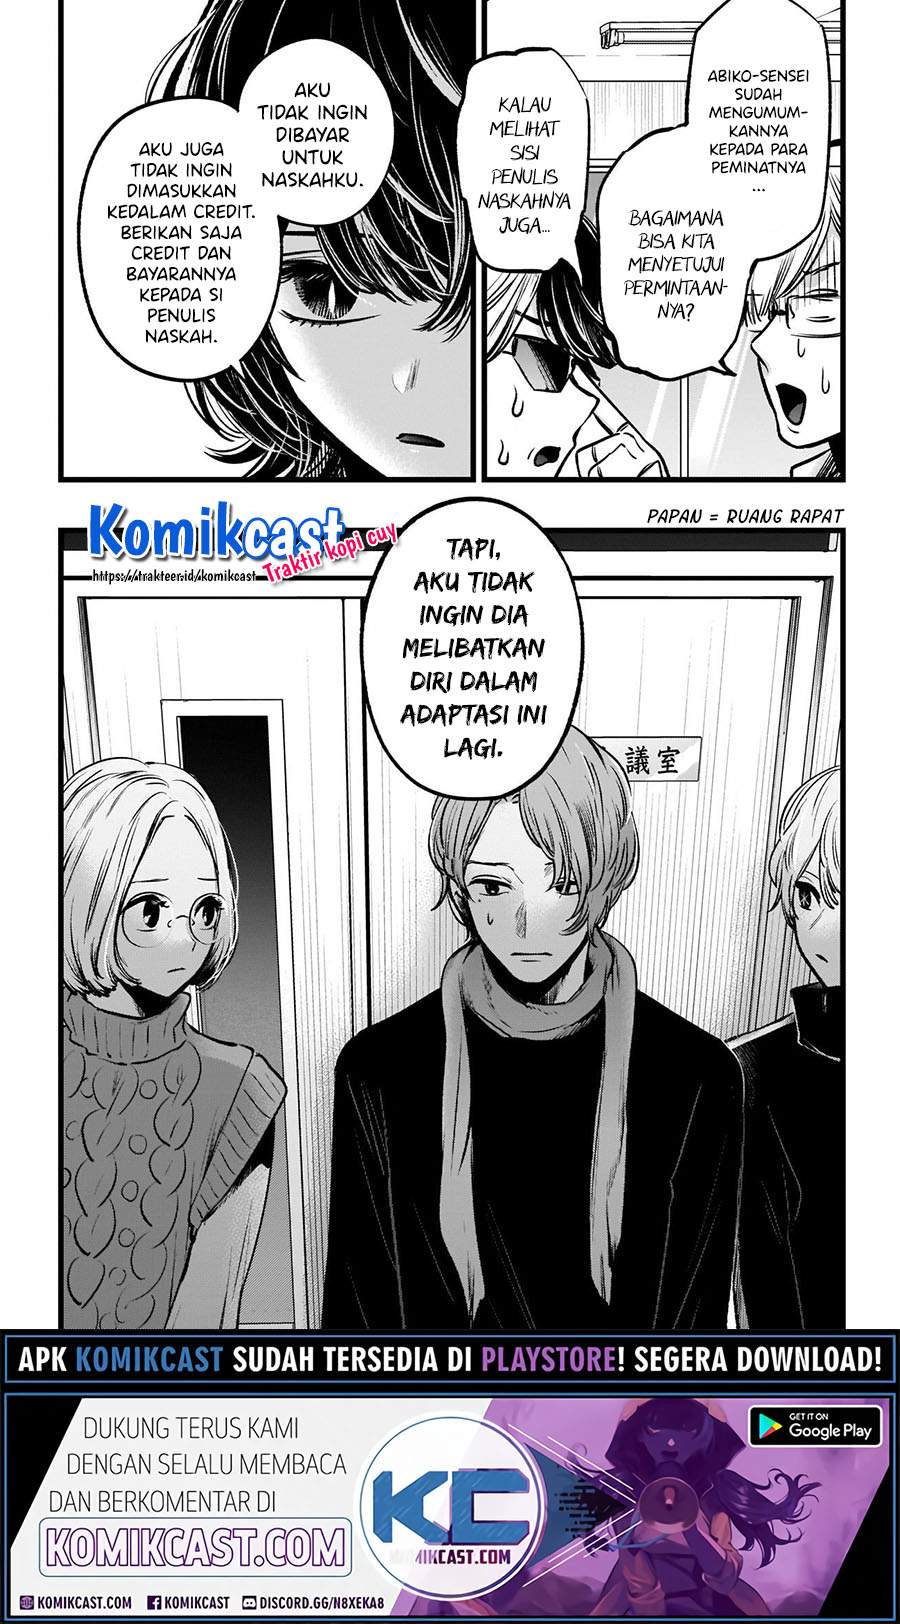 ABIKO-SENSEI
SUDAH
MENGUMUM-
KANNYA
KEPADA PARA
PEMINATNYA
...
BAGAIMANA
BISA KITA
MENYETUJUI
PERMINTAAN-
NYA?
KALAU
MELIHAT
SISI
PENULIS
NASKAHNYA
JUGA...
AKU
TIDAK INGIN
DIBAYAR
UNTUK
NASKAHKU.
AKU JUGA
TIDAK INGIN
DIMASUKKAN
KEDALAM CREDIT.
BERIKAN SAJA
CREDIT DAN
BAYARANNYA
KEPADA SI
PENULIS
NASKAH.
PAPAN = RUANG RAPAT
Komikcast
Traktir kopi cuy
https://trakteer.id/komikcast
TAPI,
AKU TIDAK
INGIN DIA
MELIBATKAN
DIRI DALAM
ADAPTASI INI
LAGI.
議室
APK KOMIKCAST SUDAH TERSEDIA DI PLAYSTORE! SEGERA DOWNLOAD!
DUKUNG TERUS KAMI
DENGAN SELALU MEMBACA
DAN BERKOMENTAR DI
KOMIKCAST.COM
KOMIKCAST.COM KOMIKCAST DISCORD.GG/N8XEKA8
KC
KOMIKCAST.COM
GET IT ON
Google Play